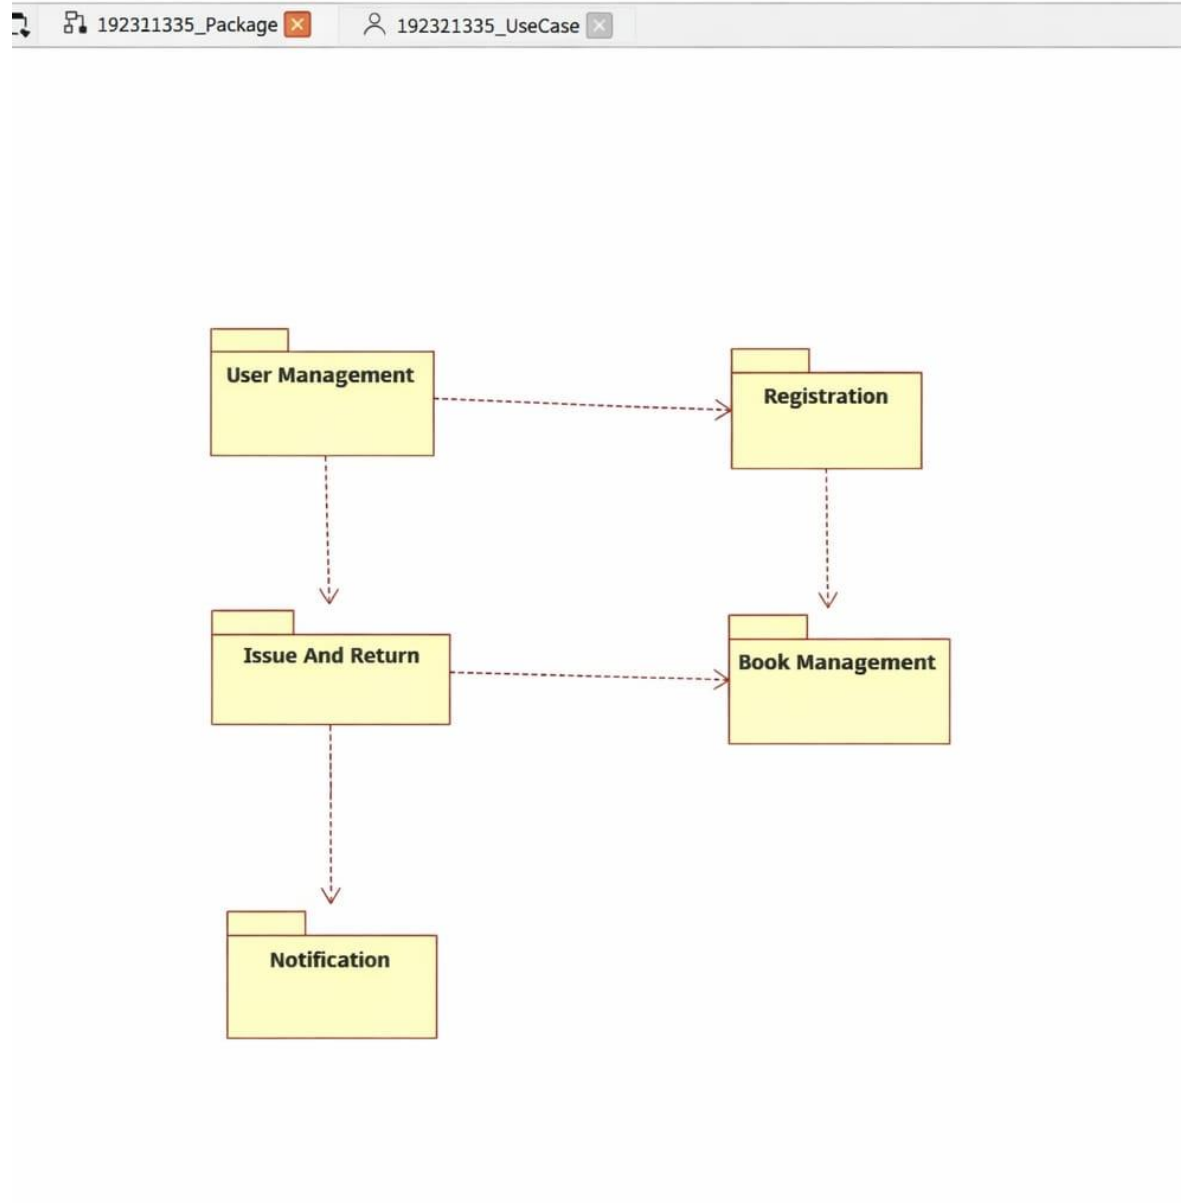 192311335_Package
192321335_UseCase
User Management
Registration
Issue And Return
Book Management
Notification